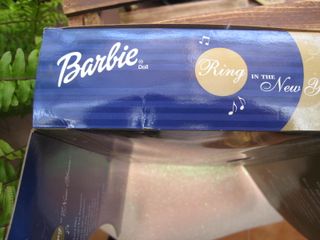 Barbie®
Doll
Ring IN THE New Y